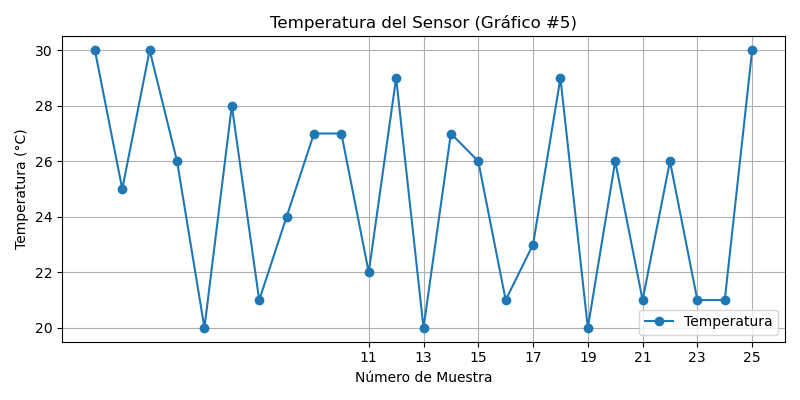 Temperatura del Sensor (Gráfico #5)
Temperatura (°C)
30
28
26
24
22
20
11 13 15 17 19 21 23 25
Número de Muestra
Temperatura